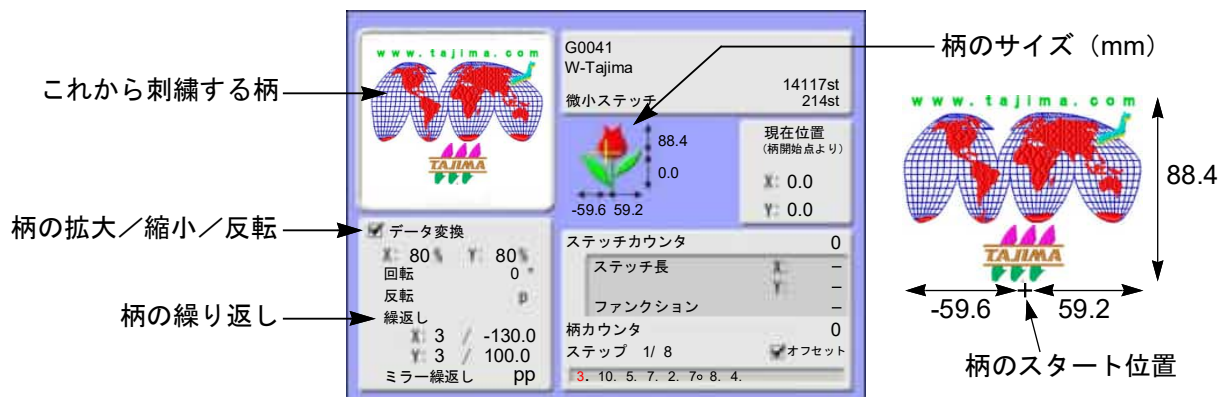 これから刺繍する柄
柄の拡大／縮小／反転
柄の繰り返し
www.tajima.com
TAJIMA
データ変換
X: 80% Y: 80%
回転 0 °
反転 p
繰返し
X: 3 / -130.0
Y: 3 / 100.0
ミラー繰返し pp
G0041
W-Tajima
14117st
微小ステッチ 214st
88.4
0.0
-59.6 59.2
現在位置
（柄開始点より）
X: 0.0
Y: 0.0
ステッチカウンタ 0
ステッチ長 X: –
Y: –
ファンクション –
柄カウンタ 0
ステップ 1/ 8 オフセット
3. 10. 5. 7. 2. 7○ 8. 4.
柄のサイズ（mm）
www.tajima.com
88.4
TAJIMA
-59.6 59.2
柄のスタート位置